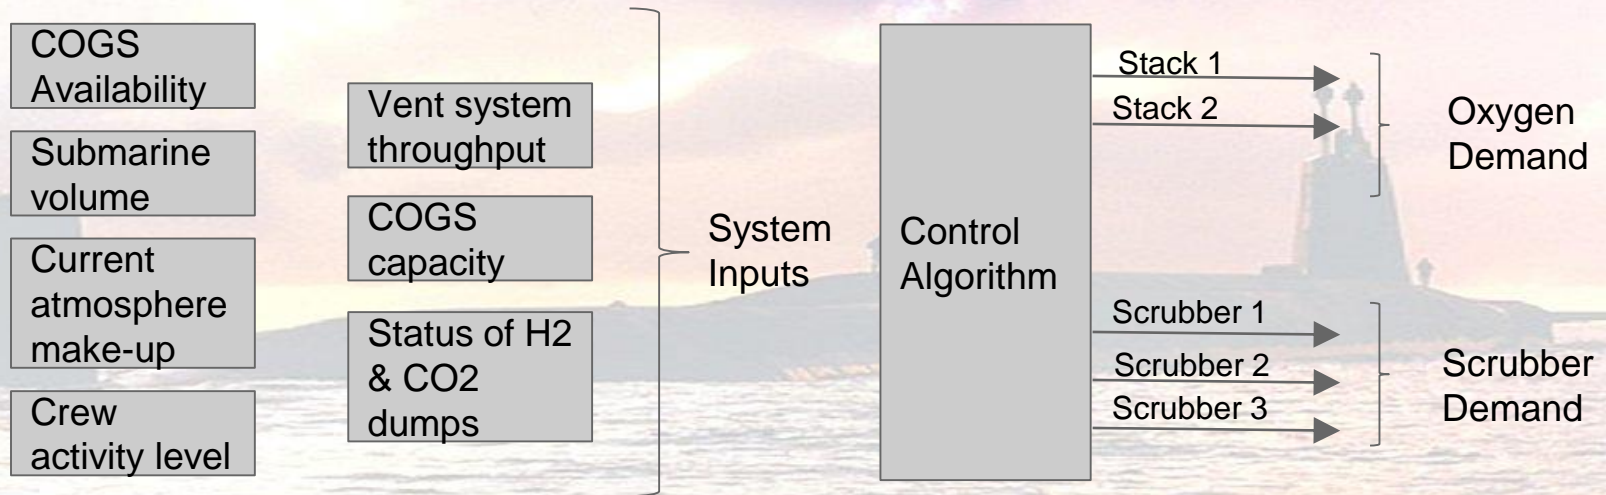 COGS
Availability
Submarine
volume
Current
atmosphere
make-up
Crew
activity level
Vent system
throughput
COGS
capacity
Status of H2
& CO2
dumps
System
Inputs
Control
Algorithm
Stack 1
Stack 2
Oxygen
Demand
Scrubber 1
Scrubber 2
Scrubber 3
Scrubber
Demand